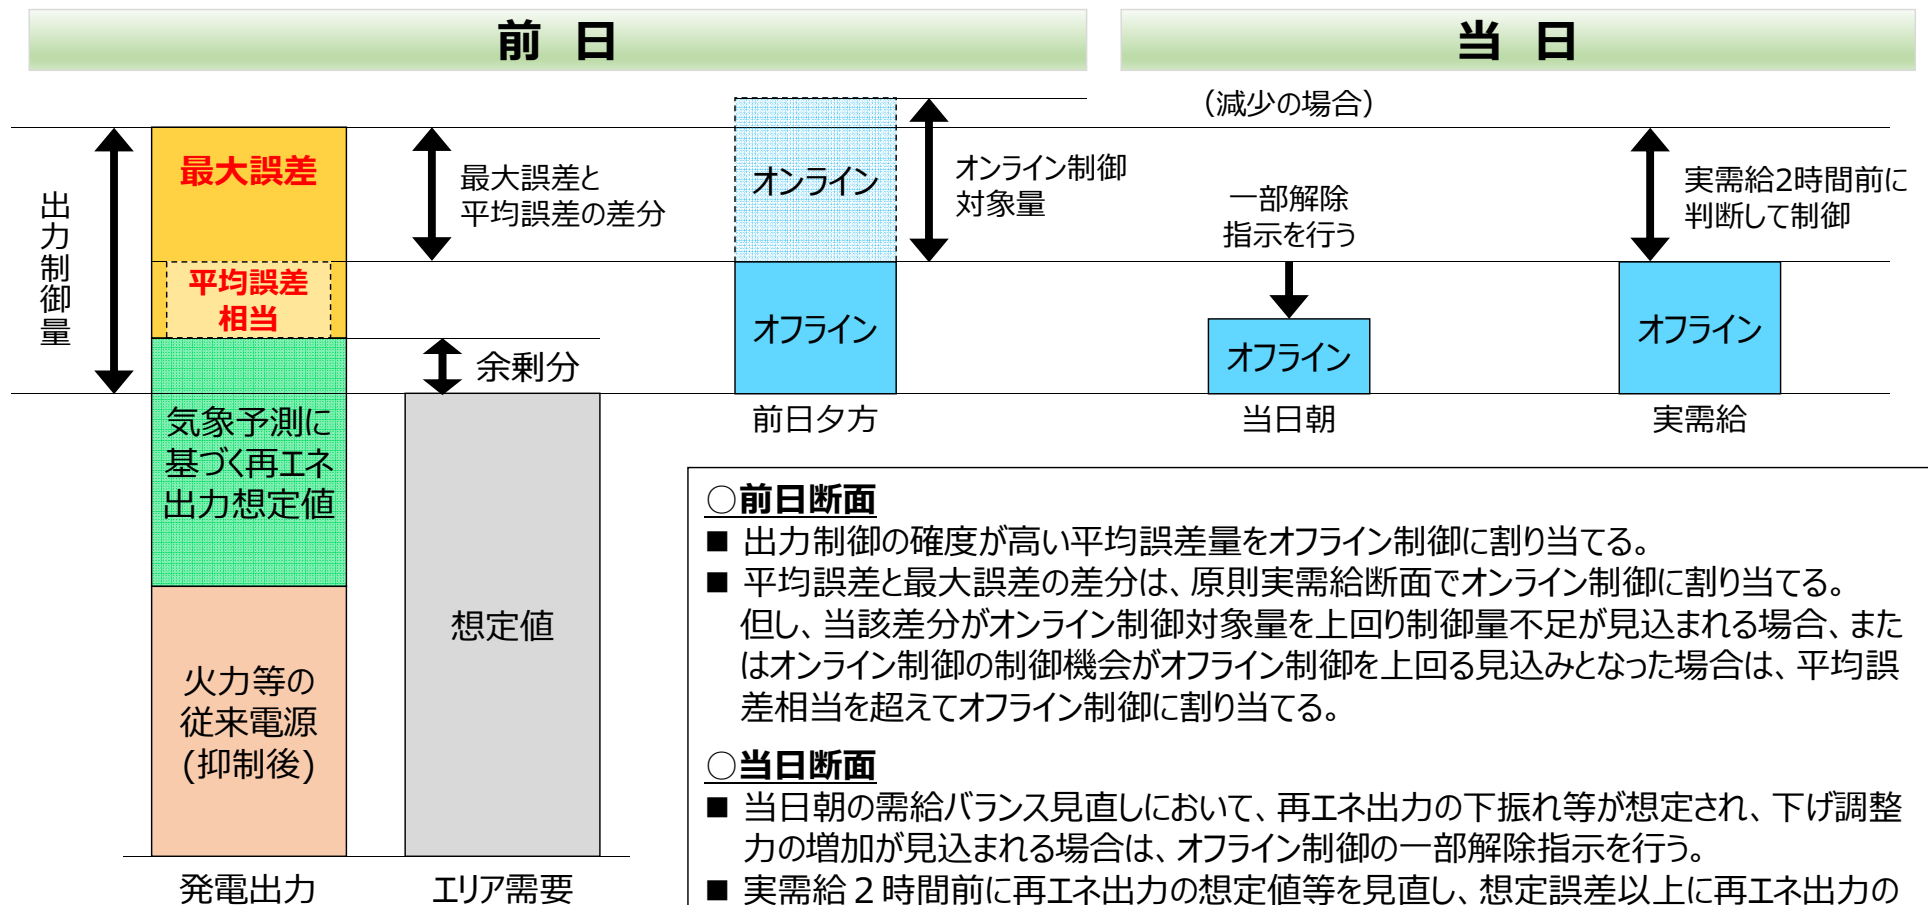 前 日
当 日
出力制御量
最大誤差
平均誤差
相当
気象予測に
基づく再エネ
出力想定値
火力等の
従来電源
(抑制後)
発電出力
最大誤差と
平均誤差の差分
余剰分
想定値
エリア需要
オンライン
オフライン
前日夕方
オンライン制御
対象量
(減少の場合)
一部解除
指示を行う
オフライン
当日朝
実需給2時間前に
判断して制御
オフライン
実需給
○前日断面
■ 出力制御の確度が高い平均誤差量をオフライン制御に割り当てる。
■ 平均誤差と最大誤差の差分は、原則実需給断面でオンライン制御に割り当てる。
但し、当該差分がオンライン制御対象量を上回り制御量不足が見込まれる場合、また
はオンライン制御の制御機会がオフライン制御を上回る見込みとなった場合は、平均誤
差相当を超えてオフライン制御に割り当てる。
○当日断面
■ 当日朝の需給バランス見直しにおいて、再エネ出力の下振れ等が想定され、下げ調整
力の増加が見込まれる場合は、オフライン制御の一部解除指示を行う。
■ 実需給２時間前に再エネ出力の想定値等を見直し、想定誤差以上に再エネ出力の